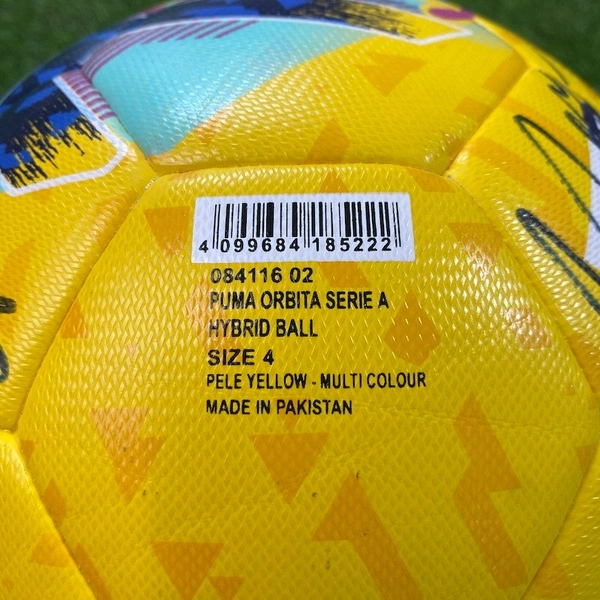 4 099684 185222
084116 02
PUMA ORBITA SERIE A
HYBRID BALL
SIZE 4
PELE YELLOW - MULTI COLOUR
MADE IN PAKISTAN